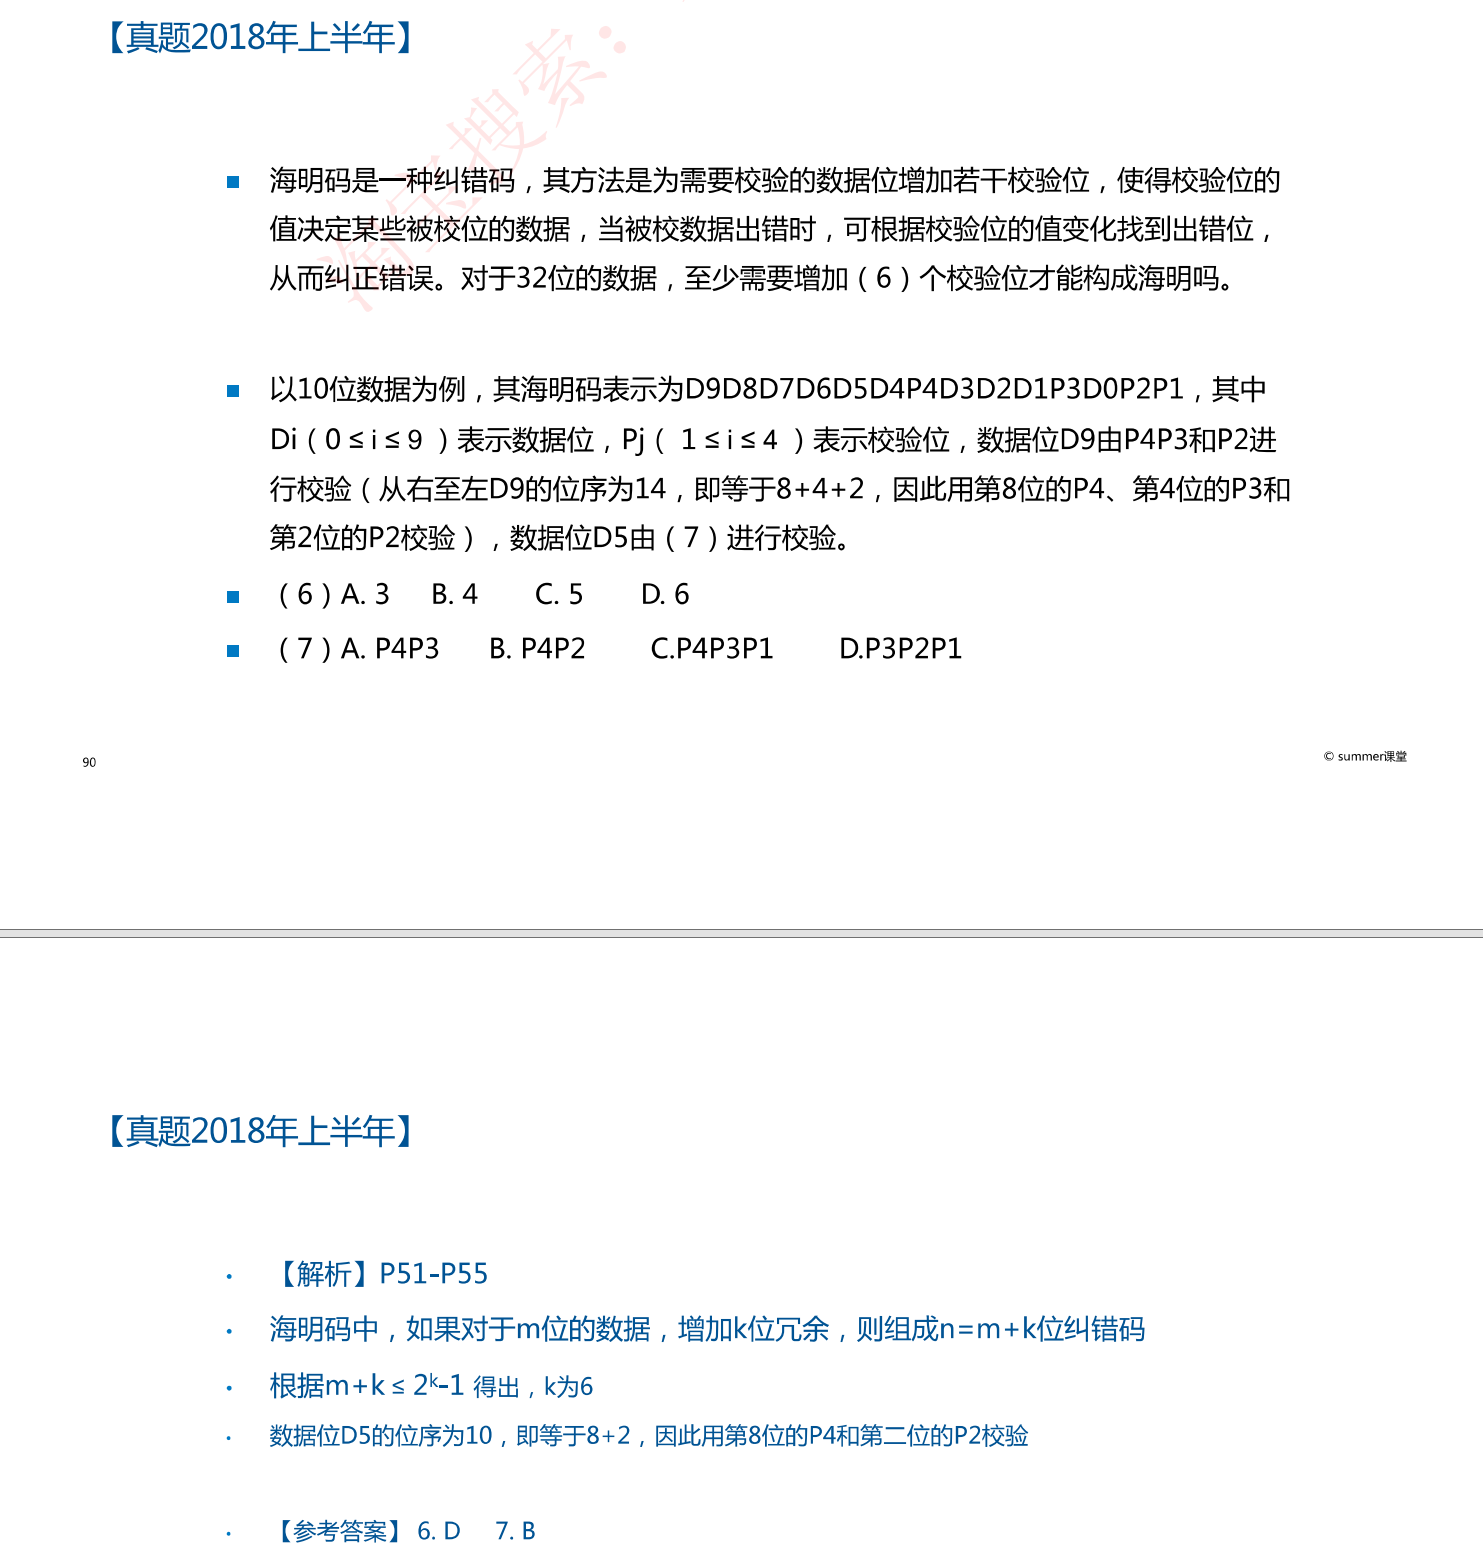 【真题2018年上半年】
淘宝搜索：
海明码是一种纠错码，其方法是为需要校验的数据位增加若干校验位，使得校验位的
值决定某些被校位的数据，当被校数据出错时，可根据校验位的值变化找到出错位，
从而纠正错误。对于32位的数据，至少需要增加（6）个校验位才能构成海明吗。
以10位数据为例，其海明码表示为D9D8D7D6D5D4P4D3D2D1P3D0P2P1，其中
Di（0≤i≤9 ）表示数据位，Pj（ 1≤i≤4 ）表示校验位，数据位D9由P4P3和P2进
行校验（从右至左D9的位序为14，即等于8+4+2，因此用第8位的P4、第4位的P3和
第2位的P2校验），数据位D5由（7）进行校验。
（6）A. 3 B. 4 C. 5 D. 6
（7）A. P4P3 B. P4P2 C.P4P3P1 D.P3P2P1
90
© summer课堂
【真题2018年上半年】
【解析】P51-P55
海明码中，如果对于m位的数据，增加k位冗余，则组成n=m+k位纠错码
根据m+k≤2ᵏ-1 得出，k为6
数据位D5的位序为10，即等于8+2，因此用第8位的P4和第二位的P2校验
【参考答案】 6. D 7. B